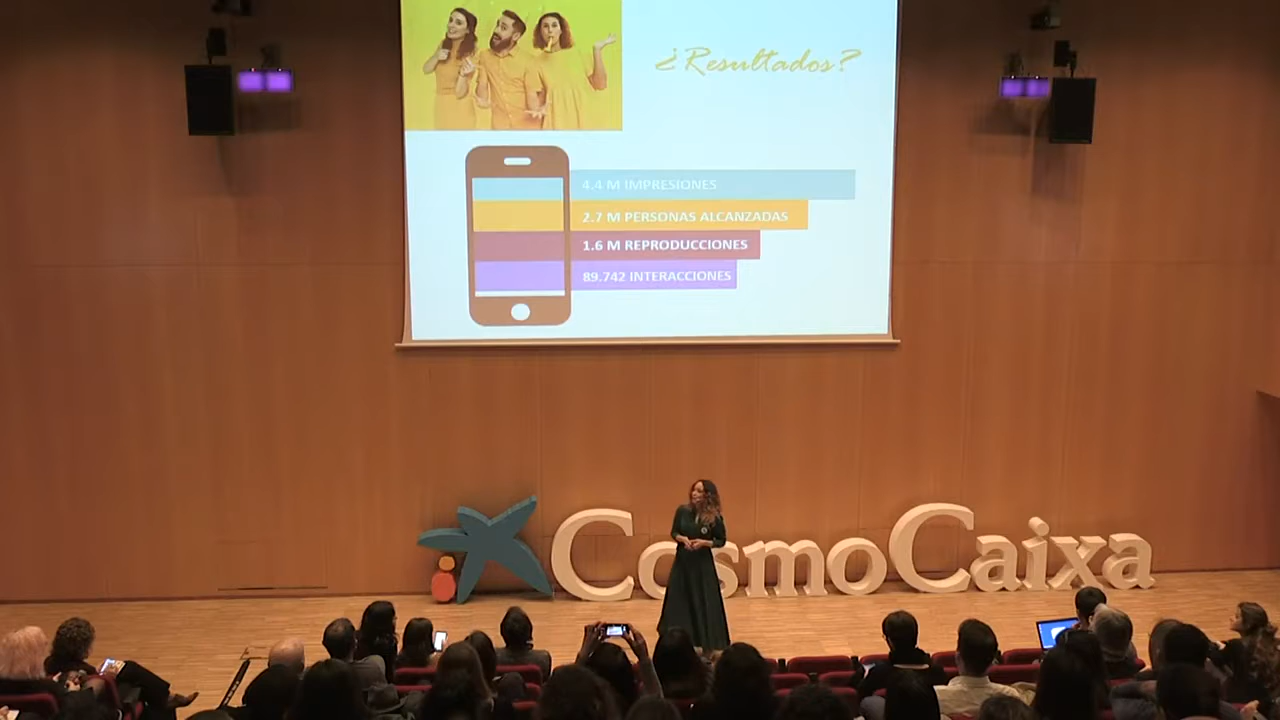 ¿Resultados?
4.4 M IMPRESIONES
2.7 M PERSONAS ALCANZADAS
1.6 M REPRODUCCIONES
89.742 INTERACCIONES
CosmoCaixa